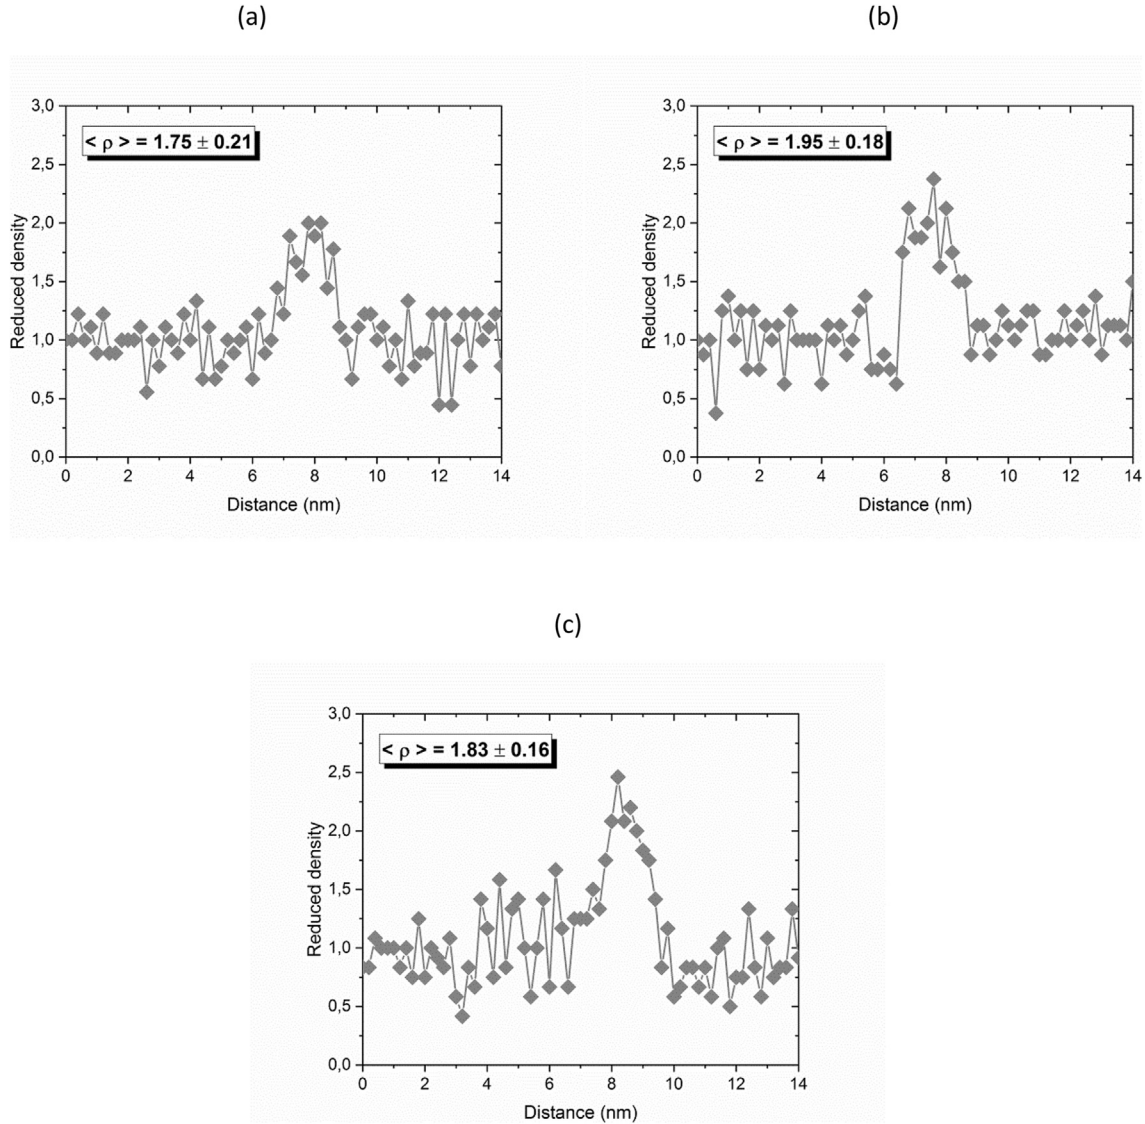 (a)
(b)
3,0
2,5
2,0
1,5
1,0
0,5
0,0
Reduced density
< ρ > = 1.75 ± 0.21
0 2 4 6 8 10 12 14
Distance (nm)
3,0
2,5
2,0
1,5
1,0
0,5
0,0
Reduced density
< ρ > = 1.95 ± 0.18
0 2 4 6 8 10 12 14
Distance (nm)
(c)
3,0
2,5
2,0
1,5
1,0
0,5
0,0
Reduced density
< ρ > = 1.83 ± 0.16
0 2 4 6 8 10 12 14
Distance (nm)